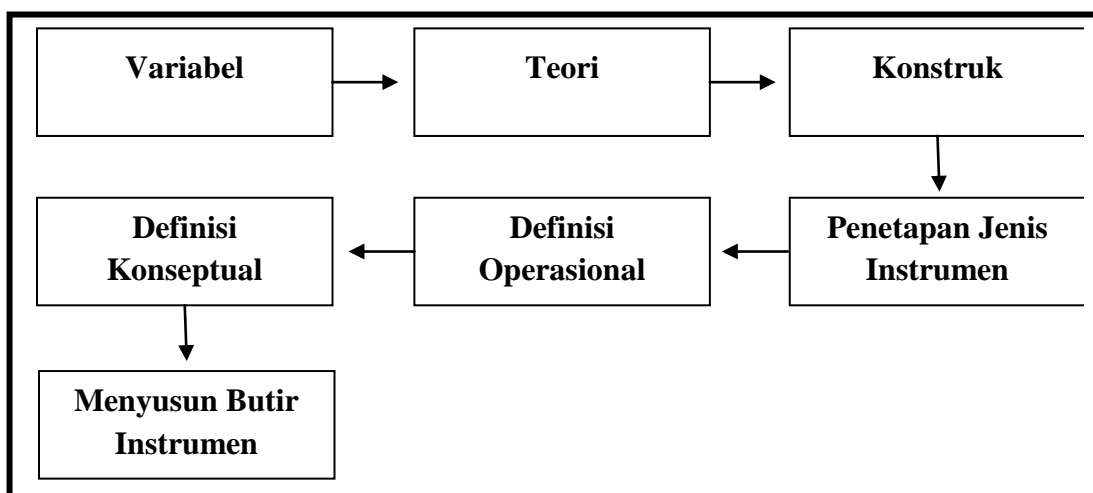 Variabel
Teori
Konstruk
Definisi
Konseptual
Definisi
Operasional
Penetapan Jenis
Instrumen
Menyusun Butir
Instrumen